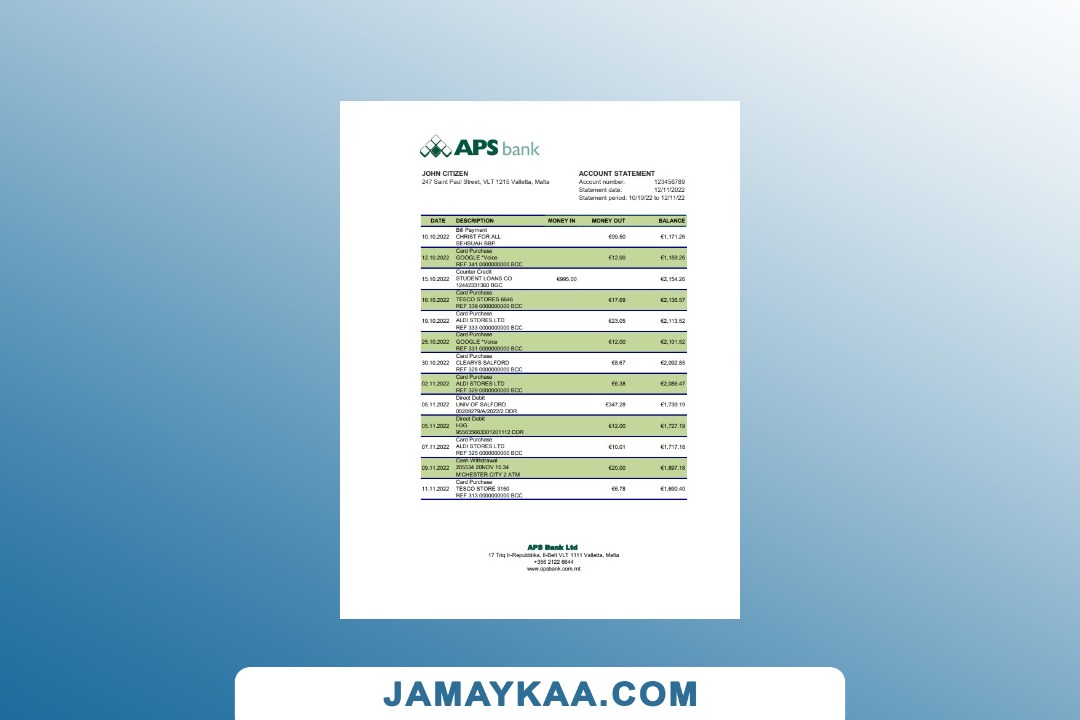 APS bank
JOHN CITIZEN
247 Saint Paul Street, VLT 1215 Valletta, Malta
ACCOUNT STATEMENT
Account number: 123456789
Statement date: 12/11/2022
Statement period: 10/10/22 to 12/11/22
DATE DESCRIPTION MONEY IN MONEY OUT BALANCE
Bill Payment
10.10.2022 CHRIST FOR ALL €99.50 €1,171.26
SEHSUAH BBP
Card Purchase
12.10.2022 GOOGLE *Voice €12.00 €1,159.26
REF 341 0000000000 BCC
Counter Credit
15.10.2022 STUDENT LOANS CO €995.00 €2,154.26
12442331360 BGC
Card Purchase
16.10.2022 TESCO STORES 6646 €17.69 €2,136.57
REF 339 0000000000 BCC
Card Purchase
19.10.2022 ALDI STORES LTD €23.05 €2,113.52
REF 333 0000000000 BCC
Card Purchase
25.10.2022 GOOGLE *Voice €12.00 €2,101.52
REF 331 0000000000 BCC
Card Purchase
30.10.2022 CLEARYS SALFORD €8.67 €2,092.85
REF 328 0000000000 BCC
Card Purchase
02.11.2022 ALDI STORES LTD €6.38 €2,086.47
REF 329 0000000000 BCC
Direct Debit
05.11.2022 UNIV OF SALFORD €347.28 €1,739.19
DDR
Direct Debit
05.11.2022 H3G €12.00 €1,727.19
DDR
Card Purchase
07.11.2022 ALDI STORES LTD €10.01 €1,717.18
REF 325 0000000000 BCC
Cash Withdrawal
09.11.2022 205534 20NOV 15.34 €20.00 €1,697.18
M'CHESTER CITY 2 ATM
Card Purchase
11.11.2022 TESCO STORE 3150 €6.78 €1,690.40
REF 313 0000000000 BCC
APS Bank Ltd
17 Triq Ir-Repubblika, Il-Belt VLT 1111 Valletta, Malta
+356 2122 6644
www.apsbank.com.mt
JAMAYKAA.COM